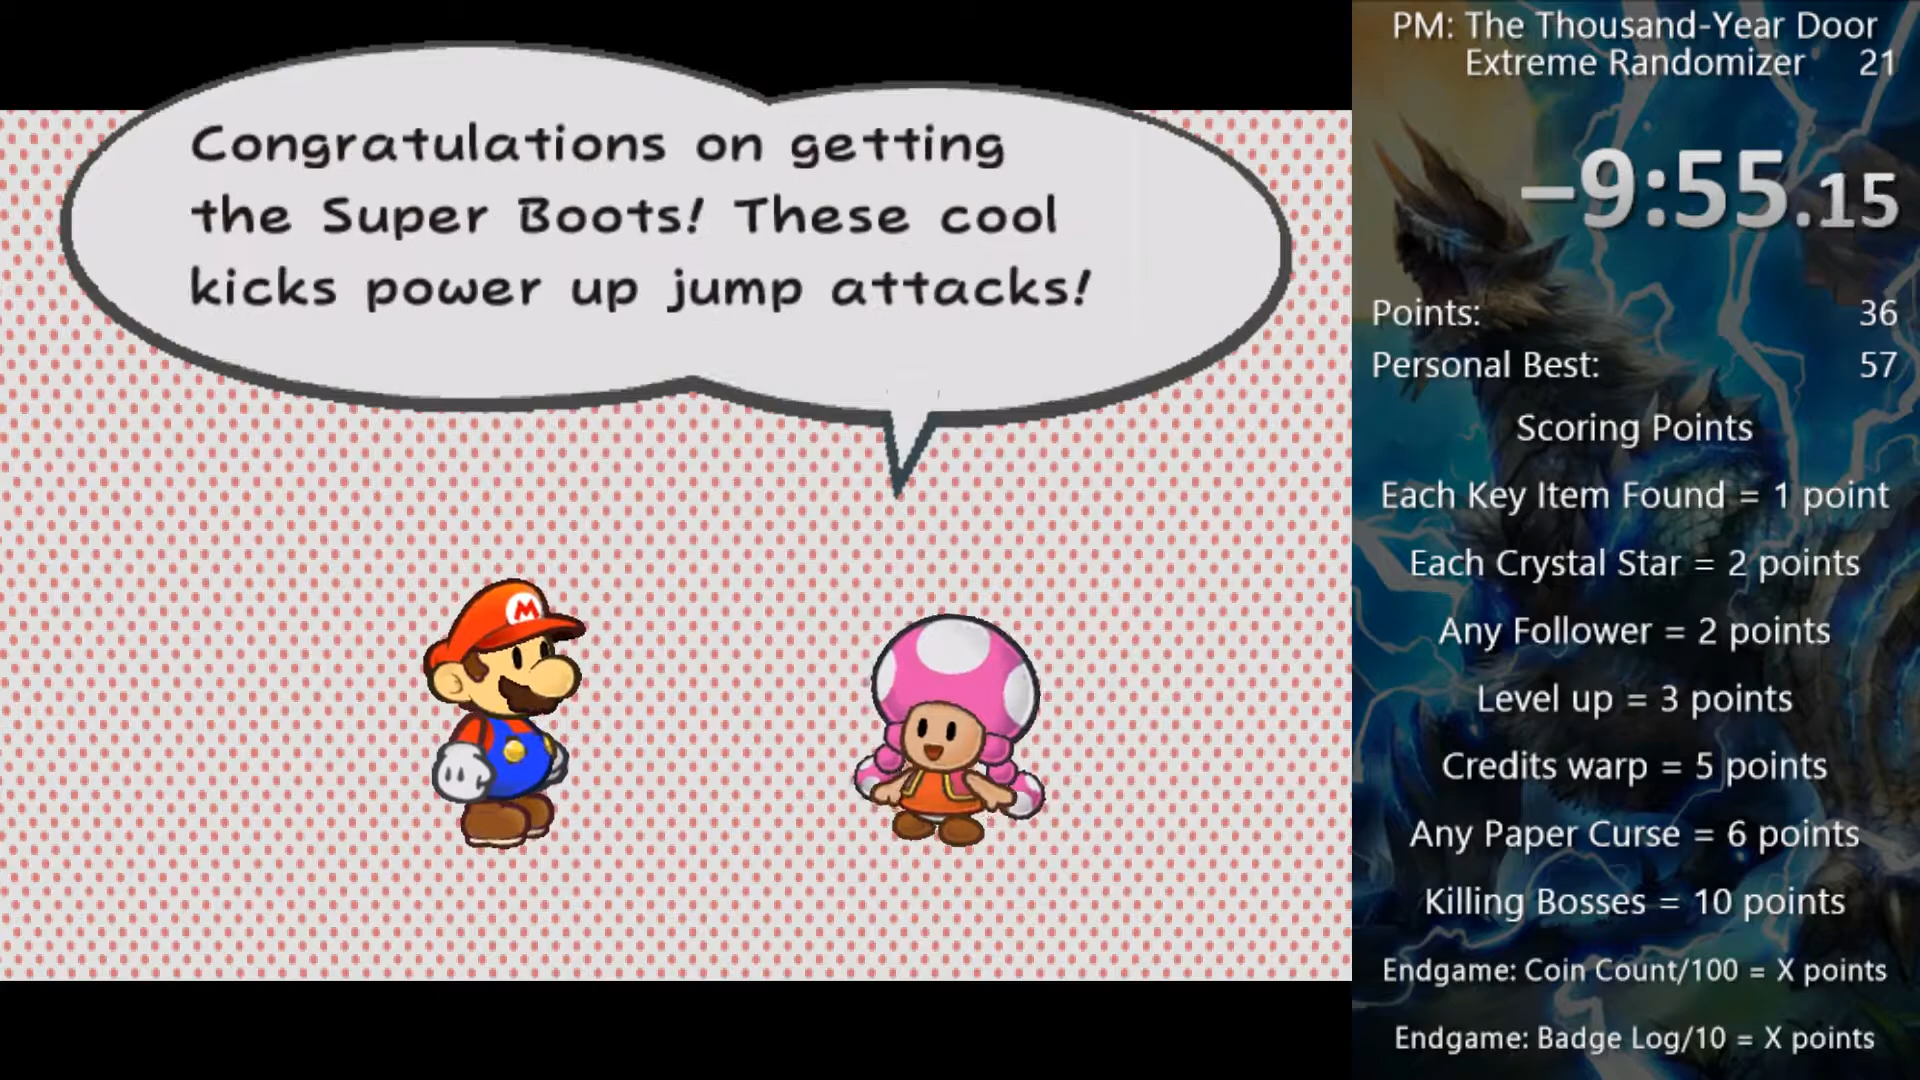 Congratulations on getting
the Super Boots! These cool
kicks power up jump attacks!
M
PM: The Thousand-Year Door
Extreme Randomizer 21
-9:55.15
Points: 36
Personal Best: 57
Scoring Points
Each Key Item Found = 1 point
Each Crystal Star = 2 points
Any Follower = 2 points
Level up = 3 points
Credits warp = 5 points
Any Paper Curse = 6 points
Killing Bosses = 10 points
Endgame: Coin Count/100 = X points
Endgame: Badge Log/10 = X points